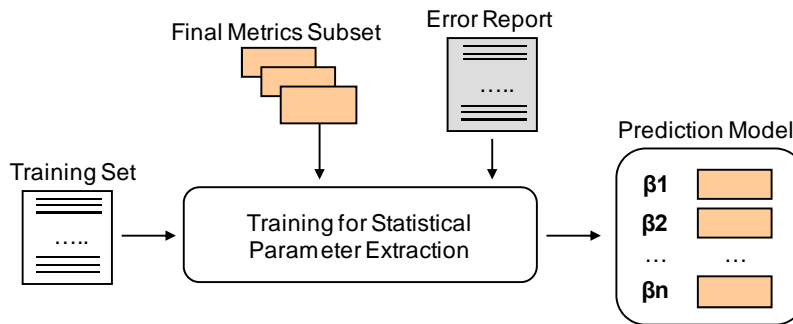 Final Metrics Subset
Error Report
…..
Prediction Model
Training Set
…..
Training for Statistical
Parameter Extraction
β1
β2
… …
βn